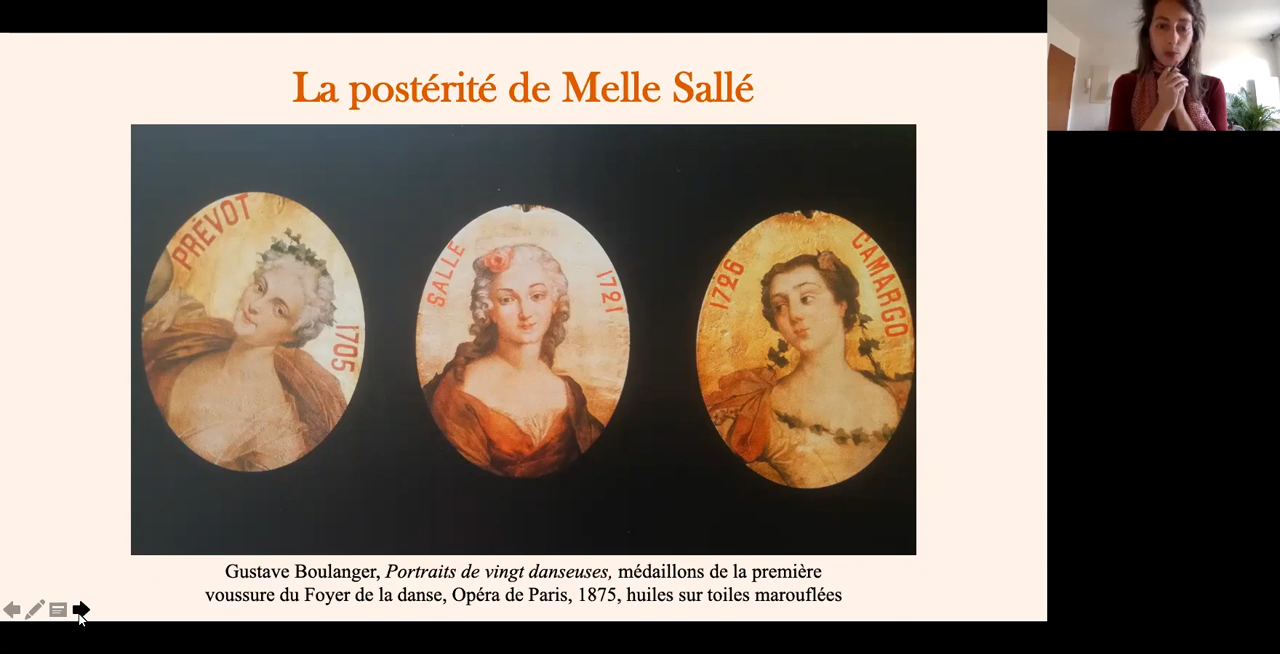 La postérité de Melle Sallé
PRÉVOT
1705
SALLE
1721
1726
CAMARGO
Gustave Boulanger, Portraits de vingt danseuses, médaillons de la première
voussure du Foyer de la danse, Opéra de Paris, 1875, huiles sur toiles marouflées